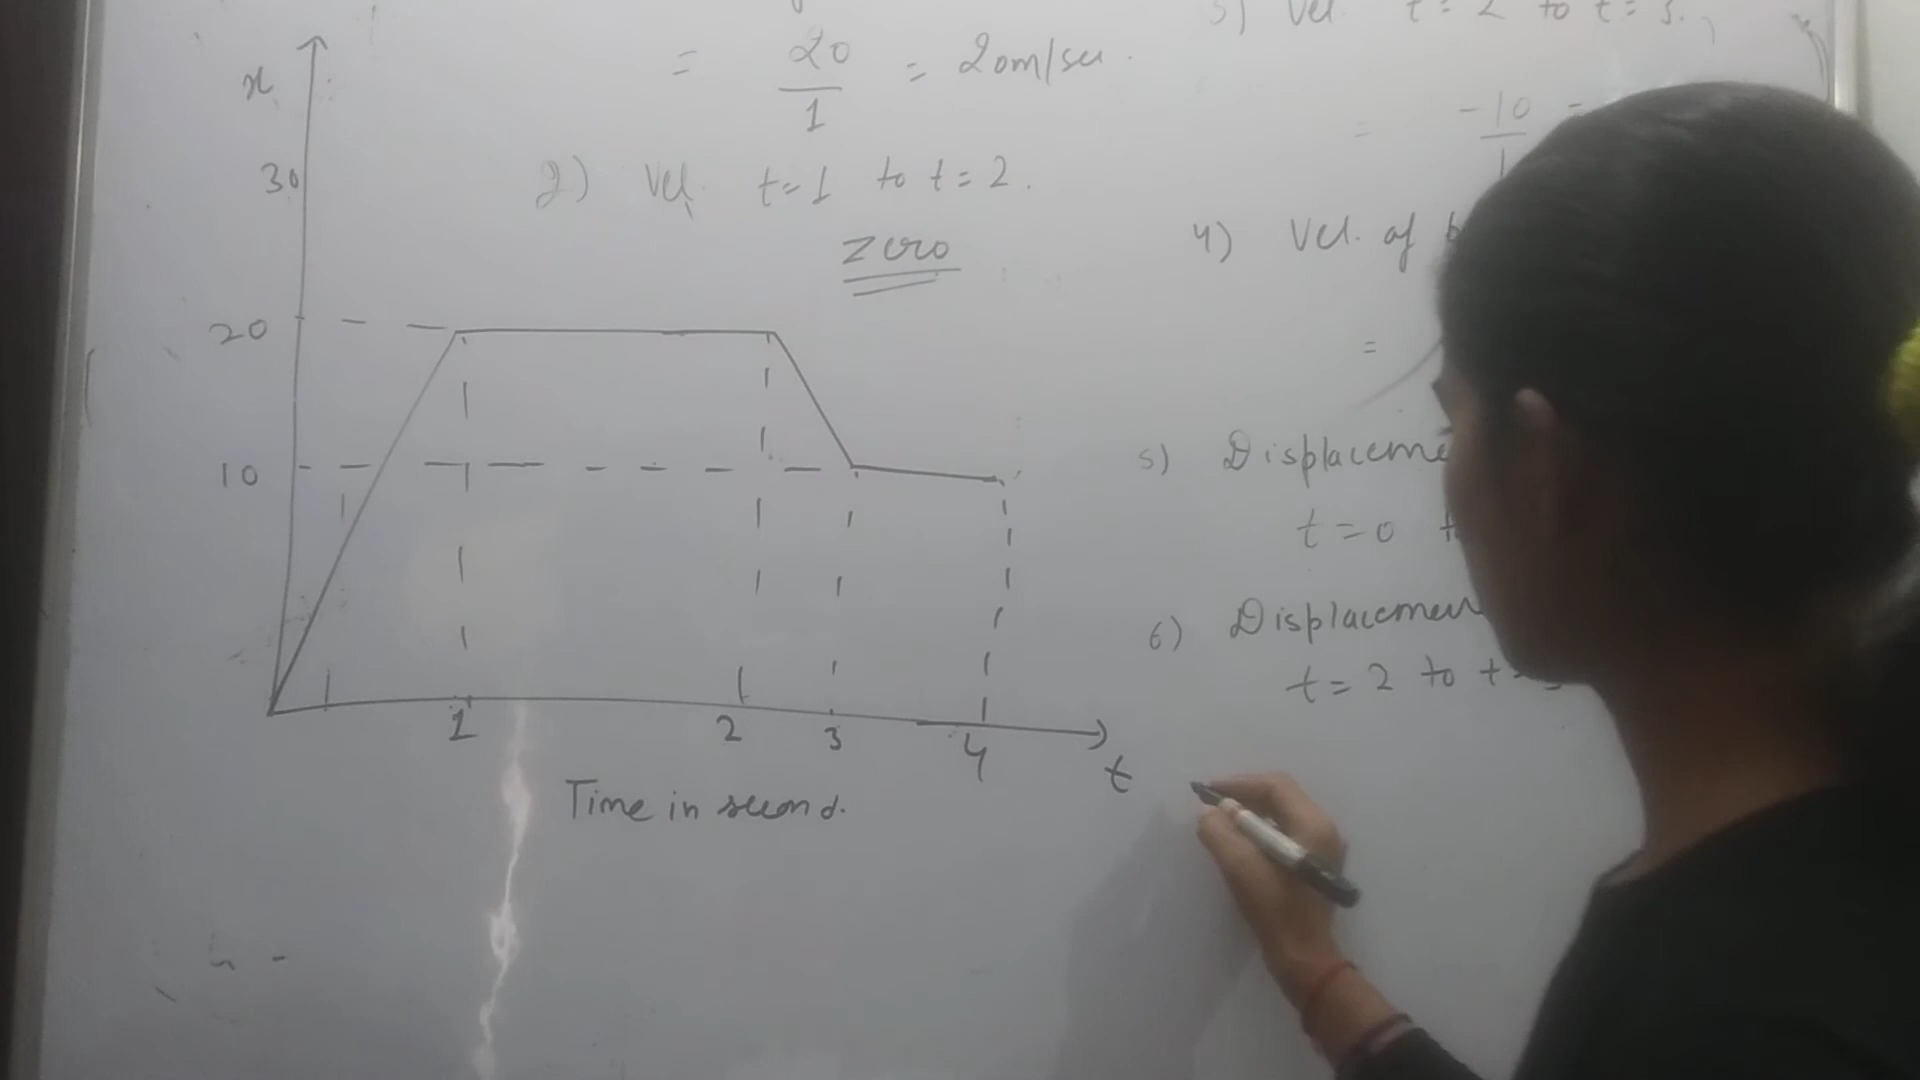 x
30
20
10
1
2
3
4
t
Time in second.
= 20/1 = 20m/sec.
2) Vel. t=1 to t=2.
Zero
3) Vel. t=2 to t=3.
= -10/1 =
4) Vel. of
=
5) Displaceme
t=0
6) Displacemen
t=2 to t=